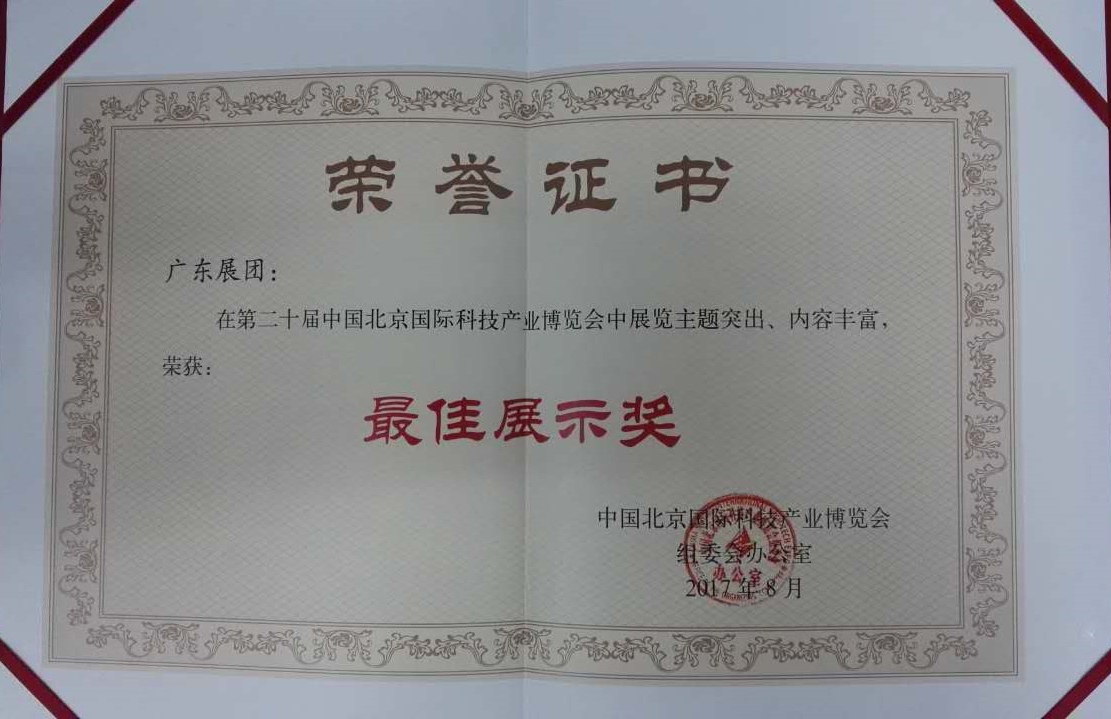 荣誉证书
广东展团：
在第二十届中国北京国际科技产业博览会中展览主题突出、内容丰富，
荣获：
最佳展示奖
中国北京国际科技产业博览会
组委会办公室
2017年8月
办公室